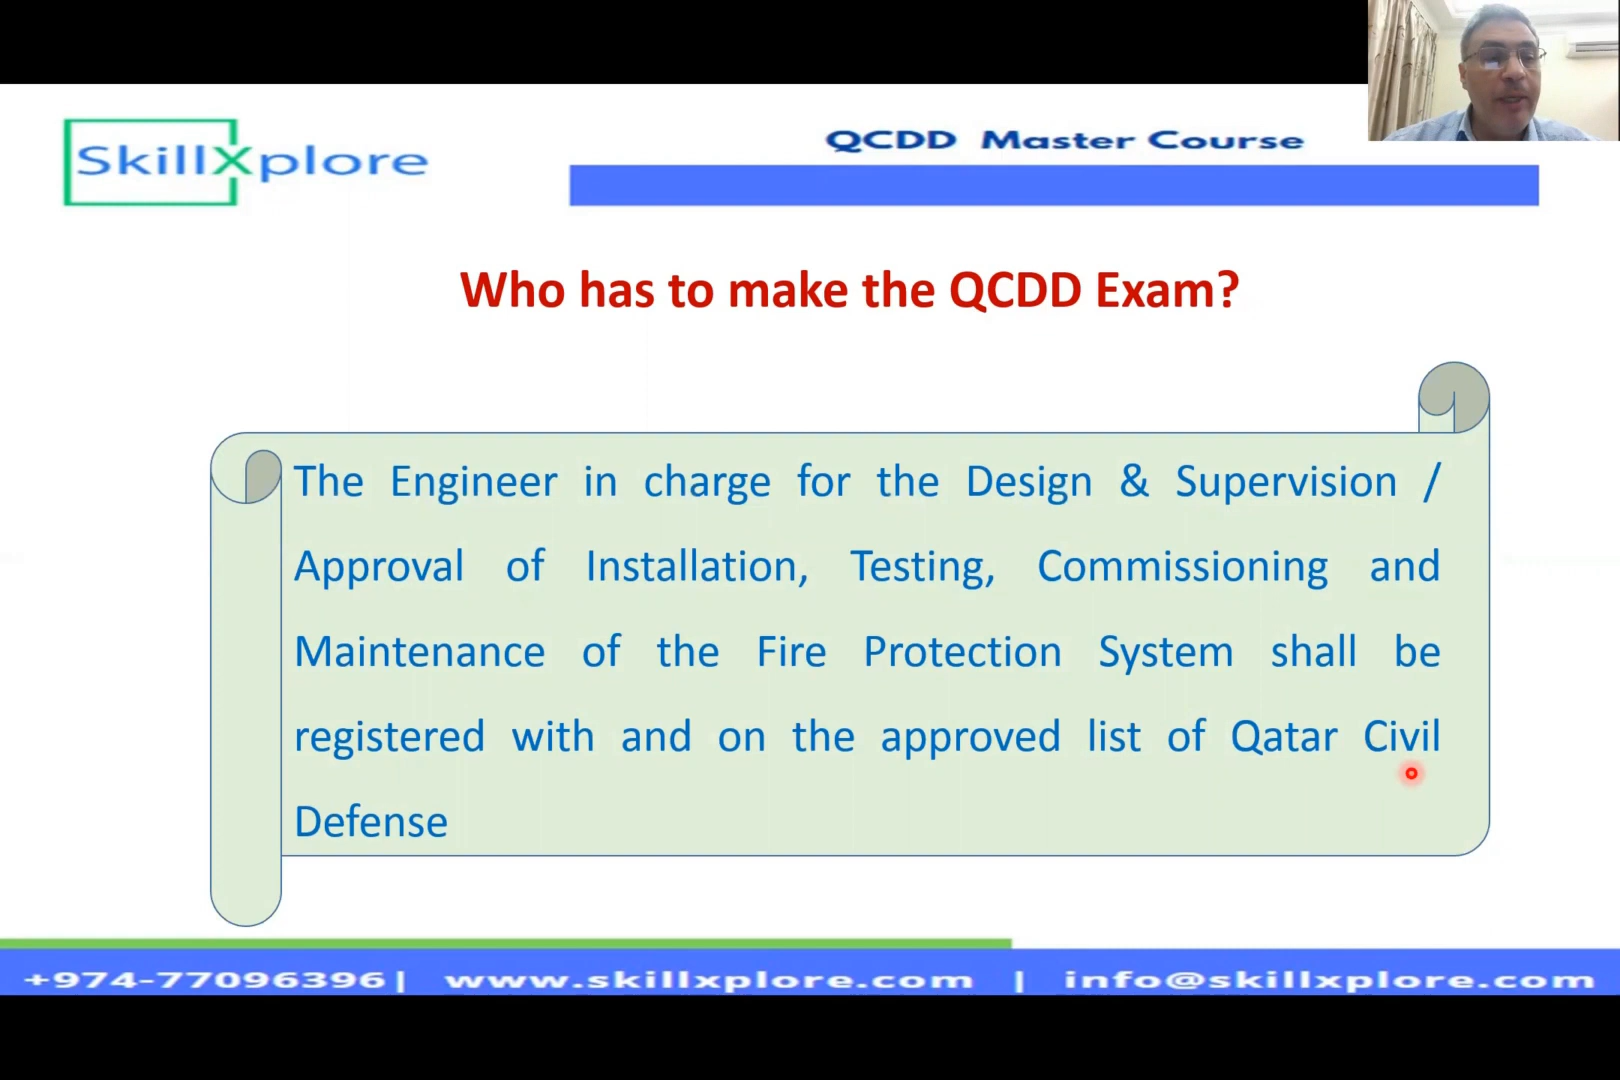 SkillXplore
QCDD Master Course
Who has to make the QCDD Exam?
The Engineer in charge for the Design & Supervision /
Approval of Installation, Testing, Commissioning and
Maintenance of the Fire Protection System shall be
registered with and on the approved list of Qatar Civil
Defense
+974-77096396| www.skillxplore.com | info@skillxplore.com